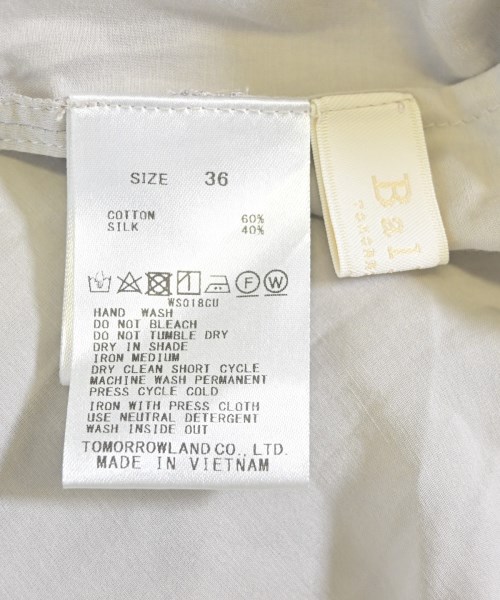 SIZE 36
COTTON 60%
SILK 40%
F W
WS018CU
HAND WASH
DO NOT BLEACH
DO NOT TUMBLE DRY
DRY IN SHADE
IRON MEDIUM
DRY CLEAN SHORT CYCLE
MACHINE WASH PERMANENT
PRESS CYCLE COLD
IRON WITH PRESS CLOTH
USE NEUTRAL DETERGENT
WASH INSIDE OUT
TOMORROWLAND CO., LTD.
MADE IN VIETNAM
Bal